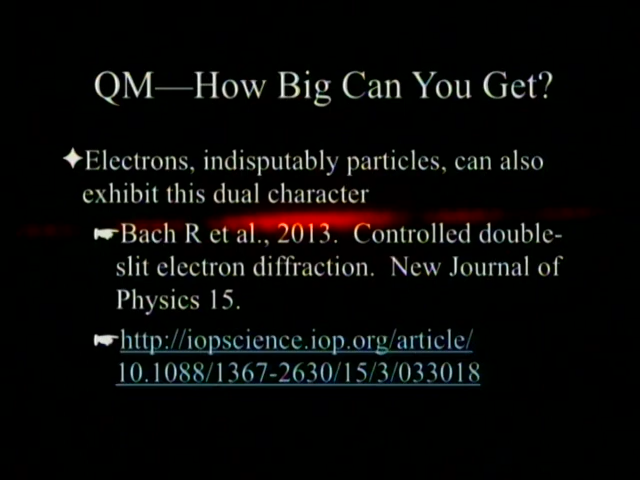 QM—How Big Can You Get?
Electrons, indisputably particles, can also
exhibit this dual character
Bach R et al., 2013.  Controlled double-
slit electron diffraction.  New Journal of
Physics 15.
http://iopscience.iop.org/article/
10.1088/1367-2630/15/3/033018